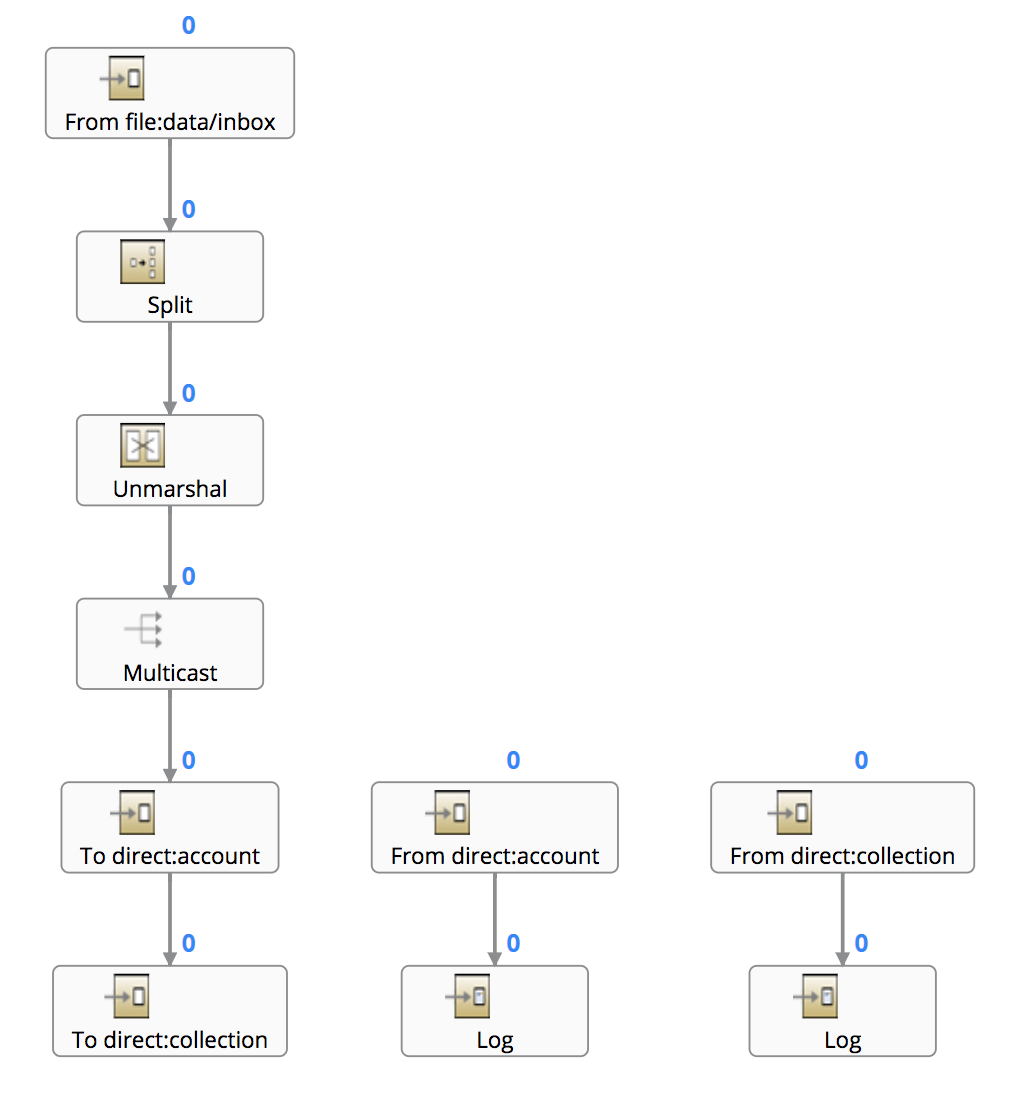 0
From file:data/inbox
0
Split
0
Unmarshal
0
Multicast
0
To direct:account
0
From direct:account
0
From direct:collection
0
To direct:collection
0
Log
0
Log